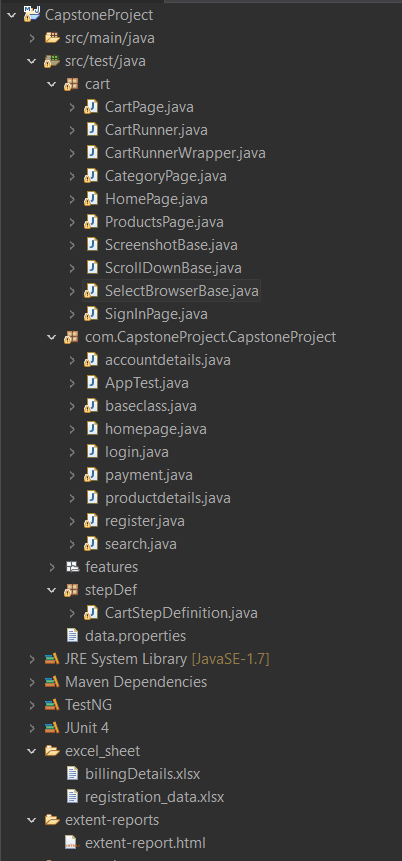 CapstoneProject
src/main/java
src/test/java
cart
CartPage.java
CartRunner.java
CartRunnerWrapper.java
CategoryPage.java
HomePage.java
ProductsPage.java
ScreenshotBase.java
ScrollDownBase.java
SelectBrowserBase.java
SignInPage.java
com.CapstoneProject.CapstoneProject
accountdetails.java
AppTest.java
baseclass.java
homepage.java
login.java
payment.java
productdetails.java
register.java
search.java
features
stepDef
CartStepDefinition.java
data.properties
JRE System Library [JavaSE-1.7]
Maven Dependencies
TestNG
JUnit 4
excel_sheet
billingDetails.xlsx
registration_data.xlsx
extent-reports
extent-report.html